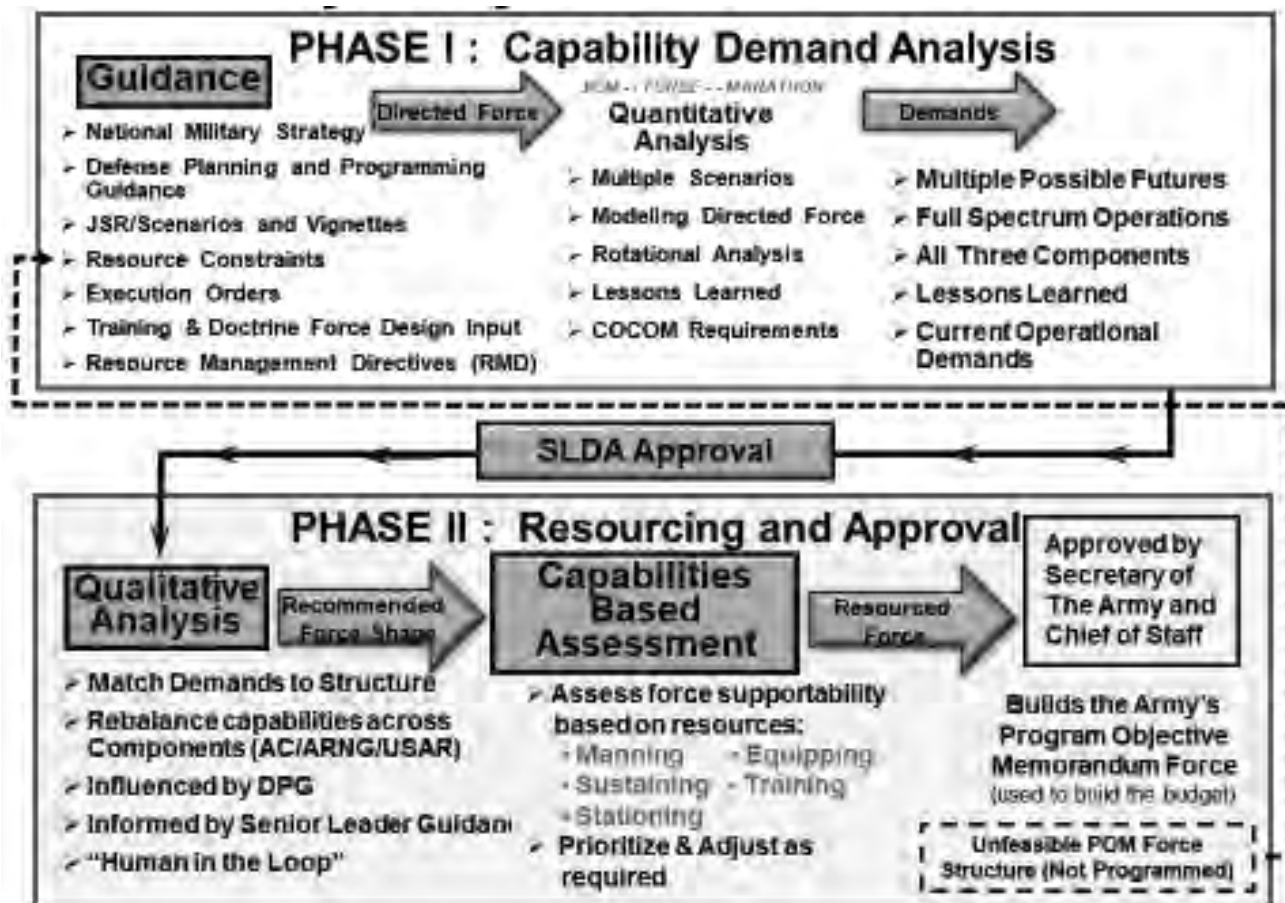 PHASE I : Capability Demand Analysis
Guidance
➢ National Military Strategy
➢ Defense Planning and Programming
Guidance
➢ JSR/Scenarios and Vignettes
➢ Resource Constraints
➢ Execution Orders
➢ Training & Doctrine Force Design Input
➢ Resource Management Directives (RMD)
Directed Force
Quantitative
Analysis
➢ Multiple Scenarios
➢ Modeling Directed Force
➢ Rotational Analysis
➢ Lessons Learned
➢ COCOM Requirements
Demands
➢ Multiple Possible Futures
➢ Full Spectrum Operations
➢ All Three Components
➢ Lessons Learned
➢ Current Operational
Demands
SLDA Approval
PHASE II : Resourcing and Approval
Qualitative
Analysis
➢ Match Demands to Structure
➢ Rebalance capabilities across
Components (AC/ARNG/USAR)
➢ Influenced by DPG
➢ Informed by Senior Leader Guidan
➢ “Human in the Loop”
Recommended
Force Shape
Capabilities
Based
Assessment
➢ Assess force supportability
based on resources:
- Manning - Equipping
- Sustaining - Training
- Stationing
➢ Prioritize & Adjust as
required
Resourced
Force
Approved by
Secretary of
The Army and
Chief of Staff
Builds the Army’s
Program Objective
Memorandum Force
(used to build the budget)
Unfeasible POM Force
Structure (Not Programmed)